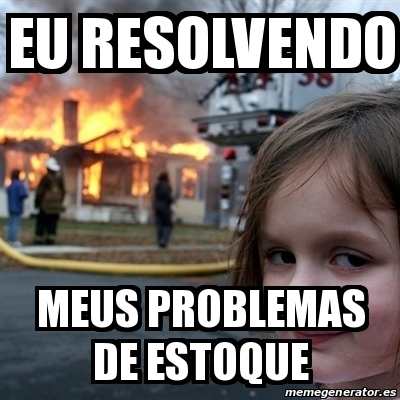 EU RESOLVENDO
MEUS PROBLEMAS
DE ESTOQUE
memegenerator.es